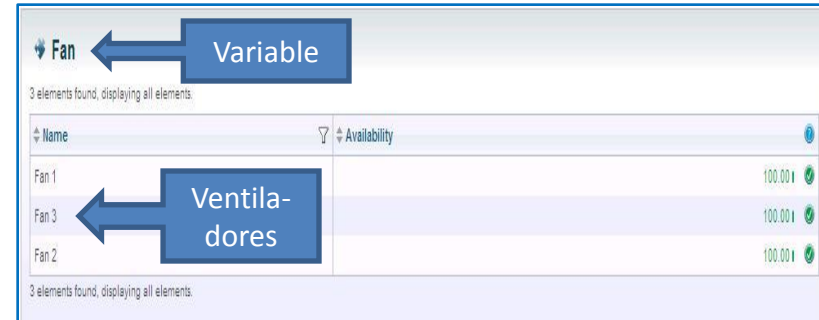 Fan
Variable
3 elements found, displaying all elements.
Name Availability
Fan 1 100.00
Ventila-
Fan 3 100.00
dores
Fan 2 100.00
3 elements found, displaying all elements.